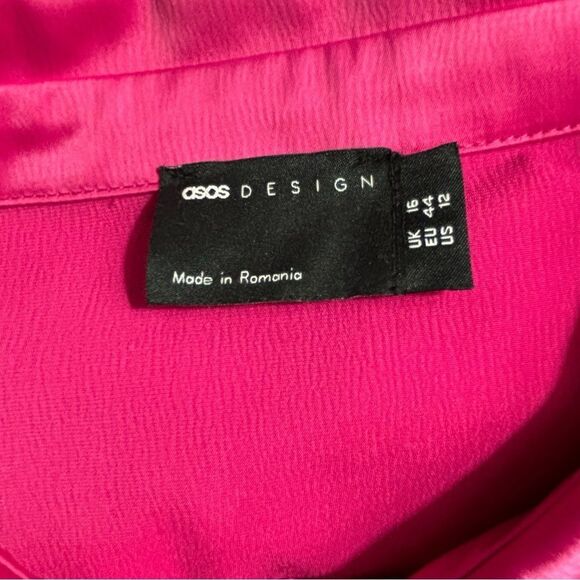 asos DESIGN
Made in Romania
UK 16
EU 44
US 12